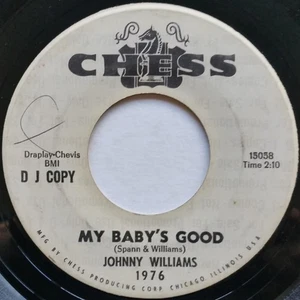 CHESS
Draplay-Chevis
BMI
D J COPY
15058
Time 2:10
MY BABY'S GOOD
(Spann & Williams)
JOHNNY WILLIAMS
1976
MFG BY CHESS PRODUCING CORP CHICAGO ILLINOIS U.S.A.